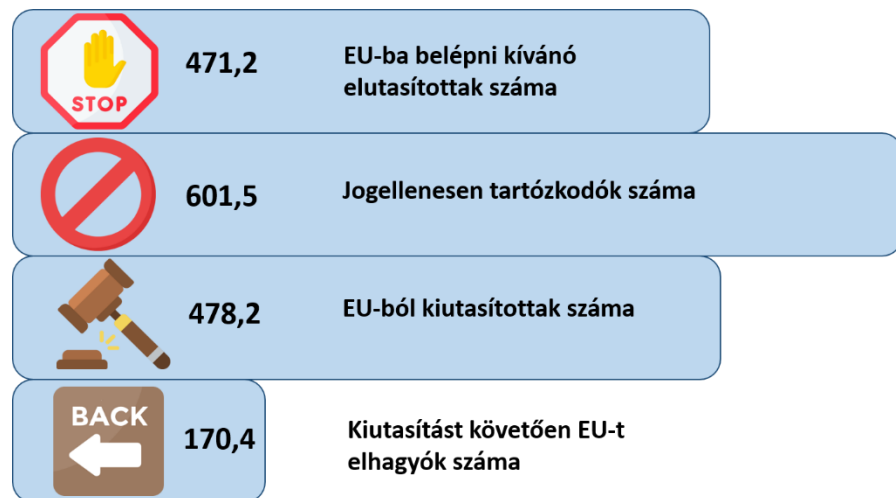 STOP
471,2
EU-ba belépni kívánó
elutasítottak száma
601,5
Jogellenesen tartózkodók száma
478,2
EU-ból kiutasítottak száma
BACK
170,4
Kiutasítást követően EU-t
elhagyók száma